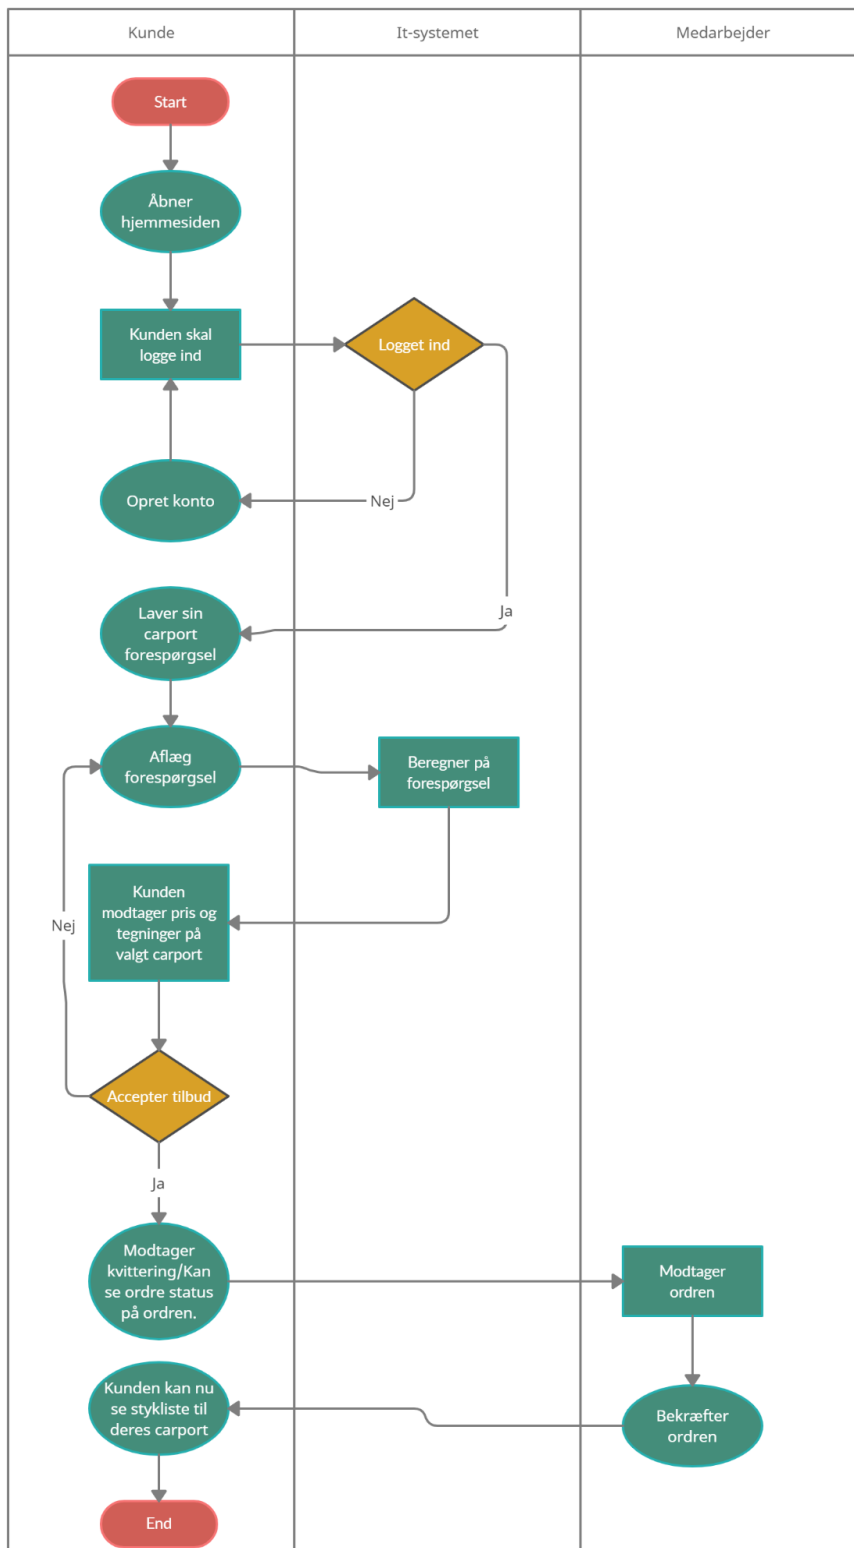 Kunde
It-systemet
Medarbejder
Start
Åbner
hjemmesiden
Kunden skal
logge ind
Logget ind
Opret konto
Nej
Ja
Laver sin
carport
forespørgsel
Aflæg
forespørgsel
Beregner på
forespørgsel
Kunden
modtager pris og
tegninger på
valgt carport
Nej
Accepter tilbud
Ja
Modtager
kvittering/Kan
se ordre status
på ordren.
Modtager
ordren
Bekræfter
ordren
Kunden kan nu
se stykliste til
deres carport
End